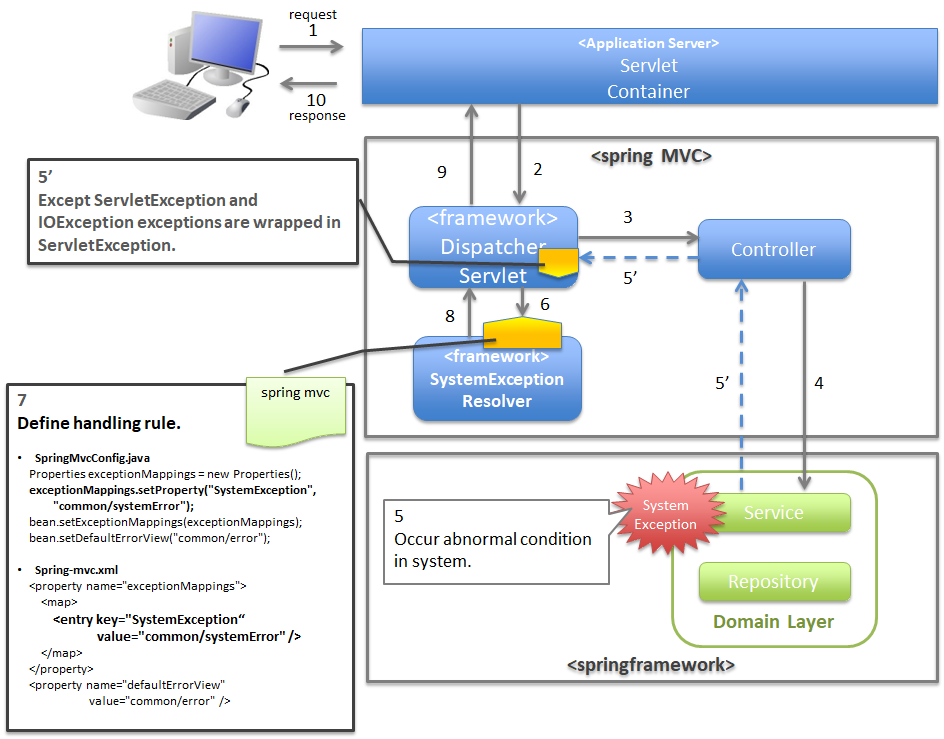 request
1
10
response
<Application Server>
Servlet
Container
<spring MVC>
9
2
5’
Except ServletException and
IOException exceptions are wrapped in
ServletException.
<framework>
Dispatcher
Servlet
3
Controller
5’
8
6
<framework>
SystemException
Resolver
5’
4
spring mvc
7
Define handling rule.
• SpringMvcConfig.java
Properties exceptionMappings = new Properties();
exceptionMappings.setProperty("SystemException",
"common/systemError");
bean.setExceptionMappings(exceptionMappings);
bean.setDefaultErrorView("common/error");
• Spring-mvc.xml
<property name="exceptionMappings">
<map>
<entry key="SystemException“
value="common/systemError" />
</map>
</property>
<property name="defaultErrorView"
value="common/error" />
5
Occur abnormal condition
in system.
System
Exception
Service
Repository
Domain Layer
<springframework>